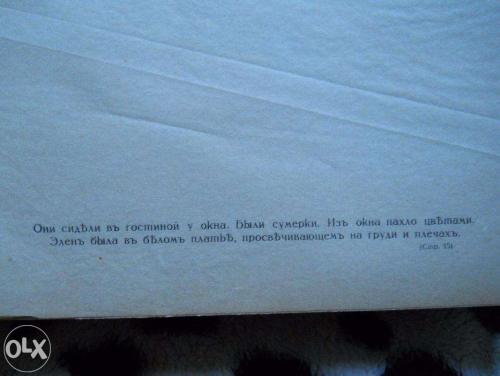 Они сидѣли въ гостиной у окна. Были сумерки. Изъ окна пахло цвѣтами.
Эленъ была въ бѣломъ платьѣ, просвѣчивающемъ на груди и плечахъ.
(Стр. 15)
OLX